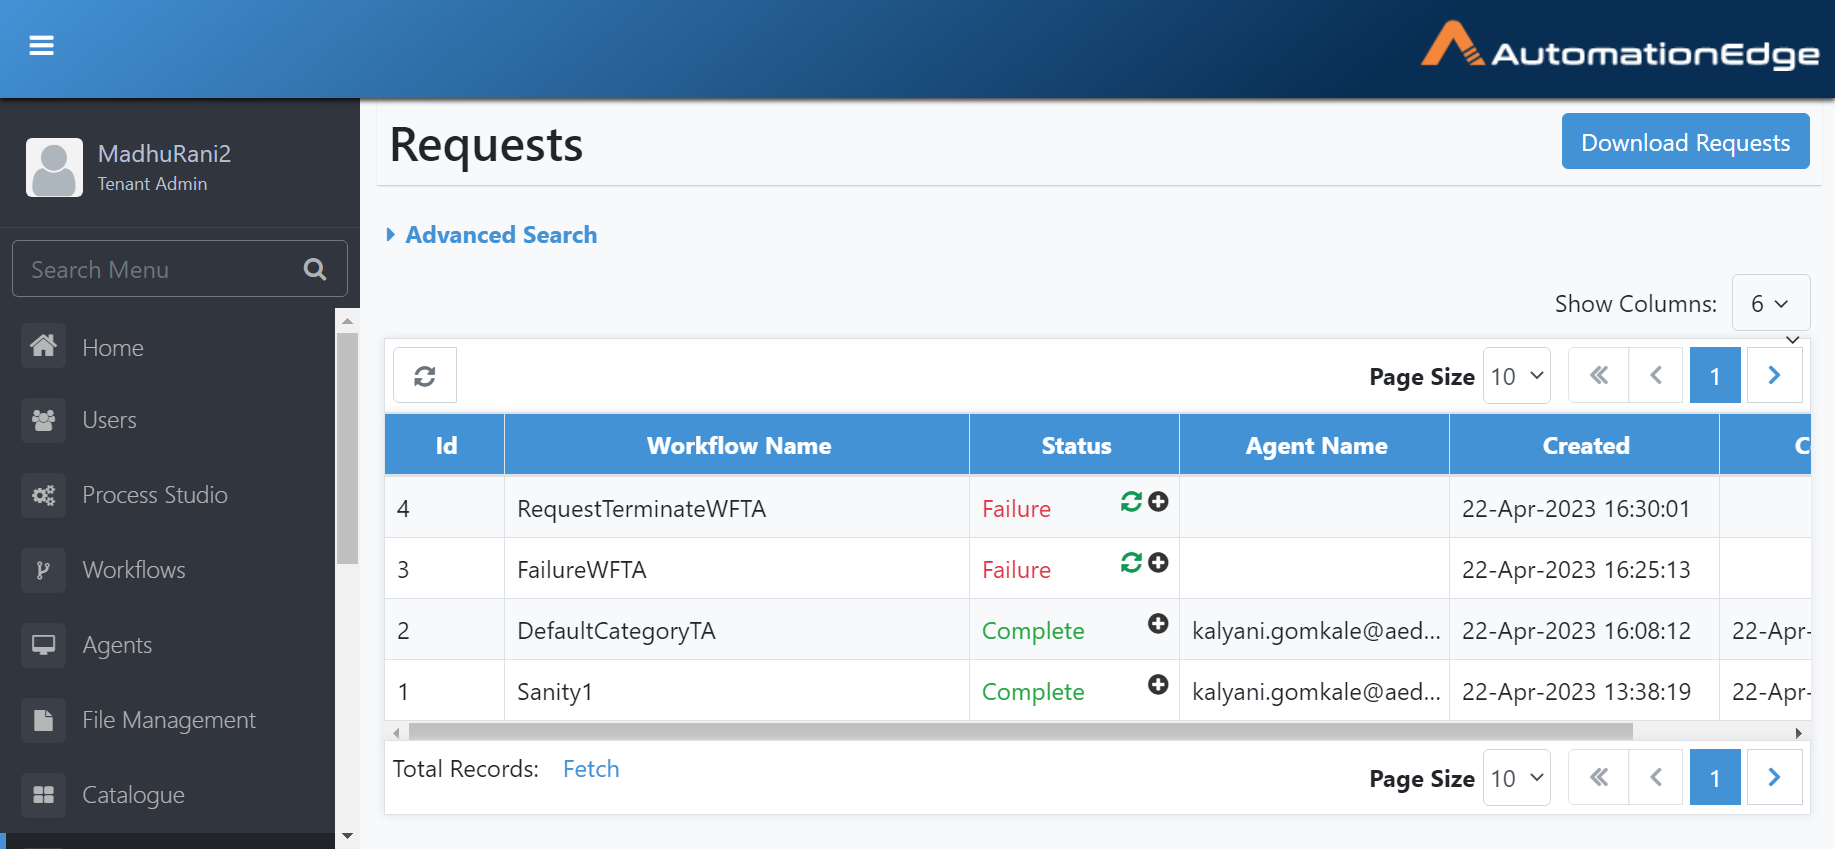 AutomationEdge
MadhuRani2
Tenant Admin
Search Menu
Home
Users
Process Studio
Workflows
Agents
File Management
Catalogue
Requests
Download Requests
Advanced Search
Show Columns: 6
Page Size 10 1
Id Workflow Name Status Agent Name Created
4 RequestTerminateWFTA Failure 22-Apr-2023 16:30:01
3 FailureWFTA Failure 22-Apr-2023 16:25:13
2 DefaultCategoryTA Complete kalyani.gomkale@aed... 22-Apr-2023 16:08:12 22-Apr-
1 Sanity1 Complete kalyani.gomkale@aed... 22-Apr-2023 13:38:19 22-Apr-
Total Records: Fetch
Page Size 10 1